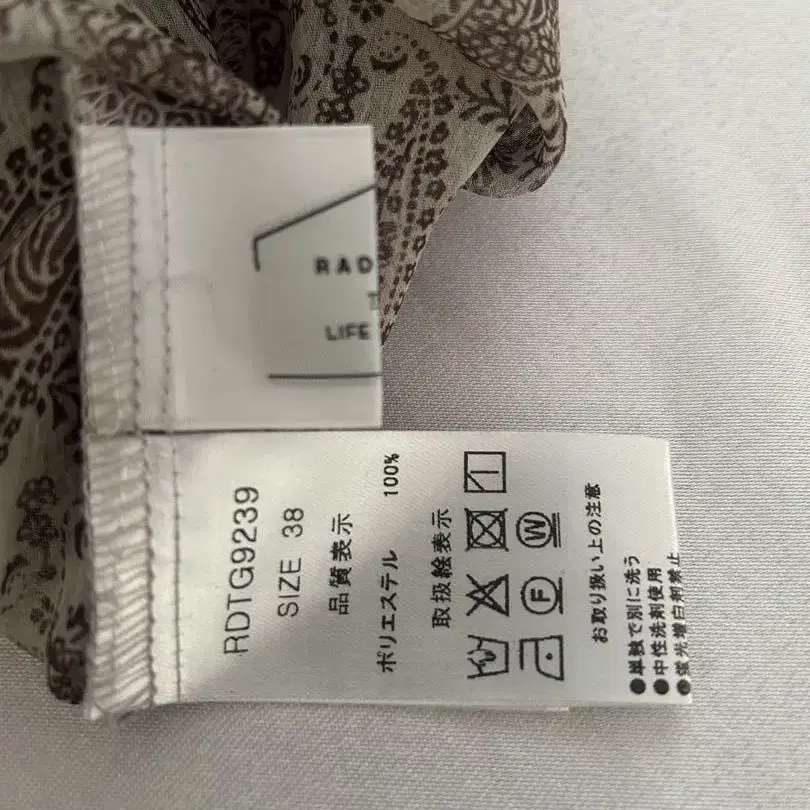 RAD
T
LIFE
RDTG9239
SIZE 38
品質表示
ポリエステル 100%
取扱絵表示
F W
お取り扱い上の注意
●単独で別に洗う
●中性洗剤使用
●蛍光増白剤禁止